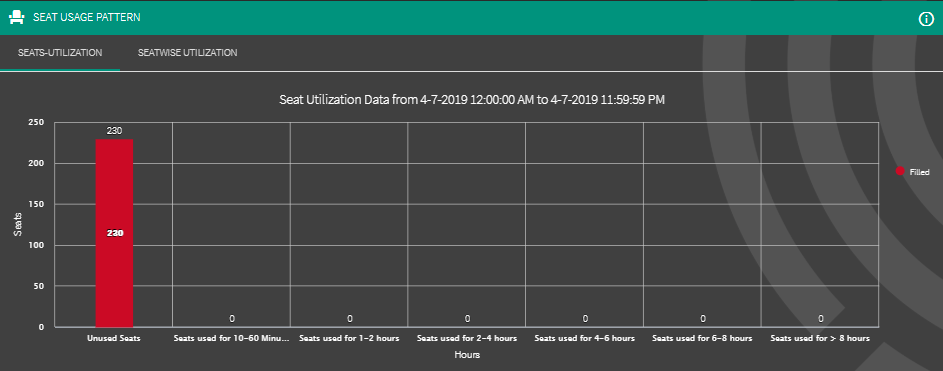 SEAT USAGE PATTERN
SEATS-UTILIZATION SEATWISE UTILIZATION
Seat Utilization Data from 4-7-2019 12:00:00 AM to 4-7-2019 11:59:59 PM
250
230
200
Filled
150
Seats
230
100
50
0
0 0 0 0 0 0
Unused Seats Seats used for 10-60 Minu... Seats used for 1-2 hours Seats used for 2-4 hours Seats used for 4-6 hours Seats used for 6-8 hours Seats used for > 8 hours
Hours